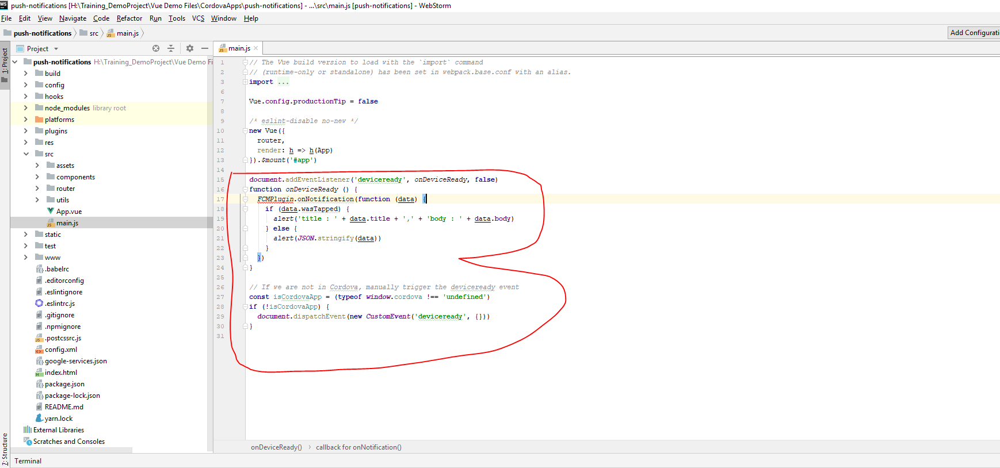 WS push-notifications [H:\Training_DemoProject\Vue Demo Files\CordovaApps\push-notifications] - ...\src\main.js [push-notifications] - WebStorm
File Edit View Navigate Code Refactor Run Tools VCS Window Help
push-notifications src main.js Add Configurati
1: Project
Project
main.js
push-notifications H:\Training_DemoProject\Vue Demo Fi
build
config
hooks
node_modules library root
platforms
plugins
res
src
assets
components
router
utils
App.vue
main.js
static
test
www
.babelrc
.editorconfig
.eslintignore
.eslintrc.js
.gitignore
.npmignore
.postcssrc.js
config.xml
google-services.json
index.html
package.json
package-lock.json
README.md
yarn.lock
External Libraries
Scratches and Consoles
1 // The Vue build version to load with the `import` command
2 // (runtime-only or standalone) has been set in webpack.base.conf with an alias.
3 import ...
6
7 Vue.config.productionTip = false
8
9 /* eslint-disable no-new */
10 new Vue({
11 router,
12 render: h => h(App)
13 }).$mount('#app')
14
15 document.addEventListener('deviceready', onDeviceReady, false)
16 function onDeviceReady () {
17 FCMPlugin.onNotification(function (data) {
18 if (data.wasTapped) {
19 alert('title : ' + data.title + ',' + 'body : ' + data.body)
20 } else {
21 alert(JSON.stringify(data))
22 }
23 })
24 }
25
26 // If we are not in Cordova, manually trigger the deviceready event
27 const isCordovaApp = (typeof window.cordova !== 'undefined')
28 if (!isCordovaApp) {
29 document.dispatchEvent(new CustomEvent('deviceready', {}))
30 }
31
onDeviceReady() › callback for onNotification()
7: Structure
Terminal